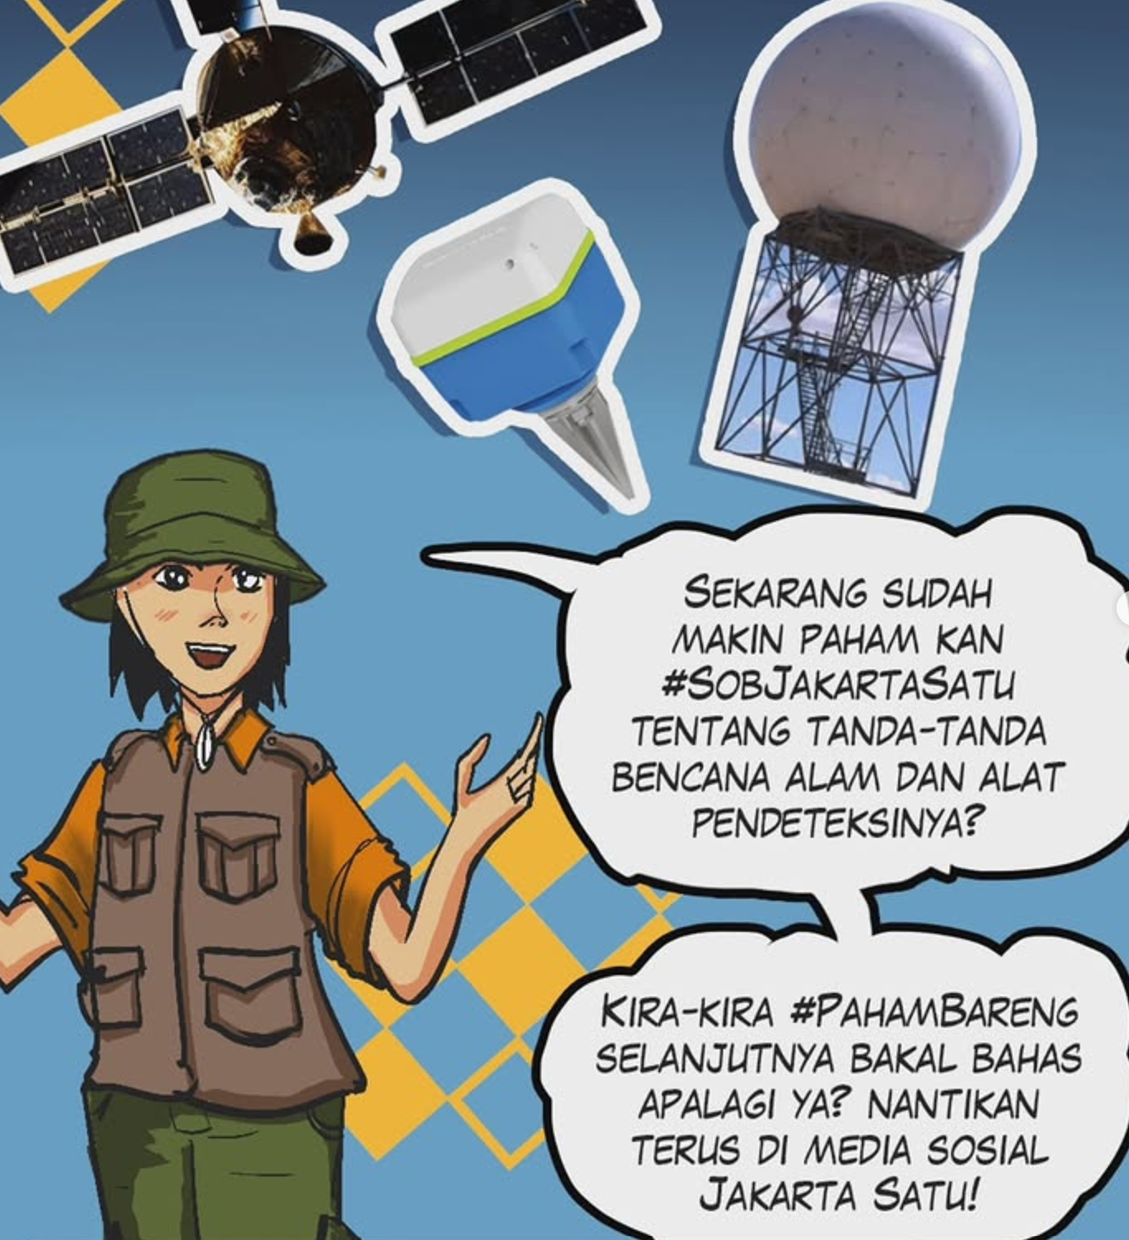 SEKARANG SUDAH
MAKIN PAHAM KAN
#SOBJAKARTASATU
TENTANG TANDA-TANDA
BENCANA ALAM DAN ALAT
PENDETEKSINYA?
KIRA-KIRA #PAHAMBARENG
SELANJUTNYA BAKAL BAHAS
APALAGI YA? NANTIKAN
TERUS DI MEDIA SOSIAL
JAKARTA SATU!